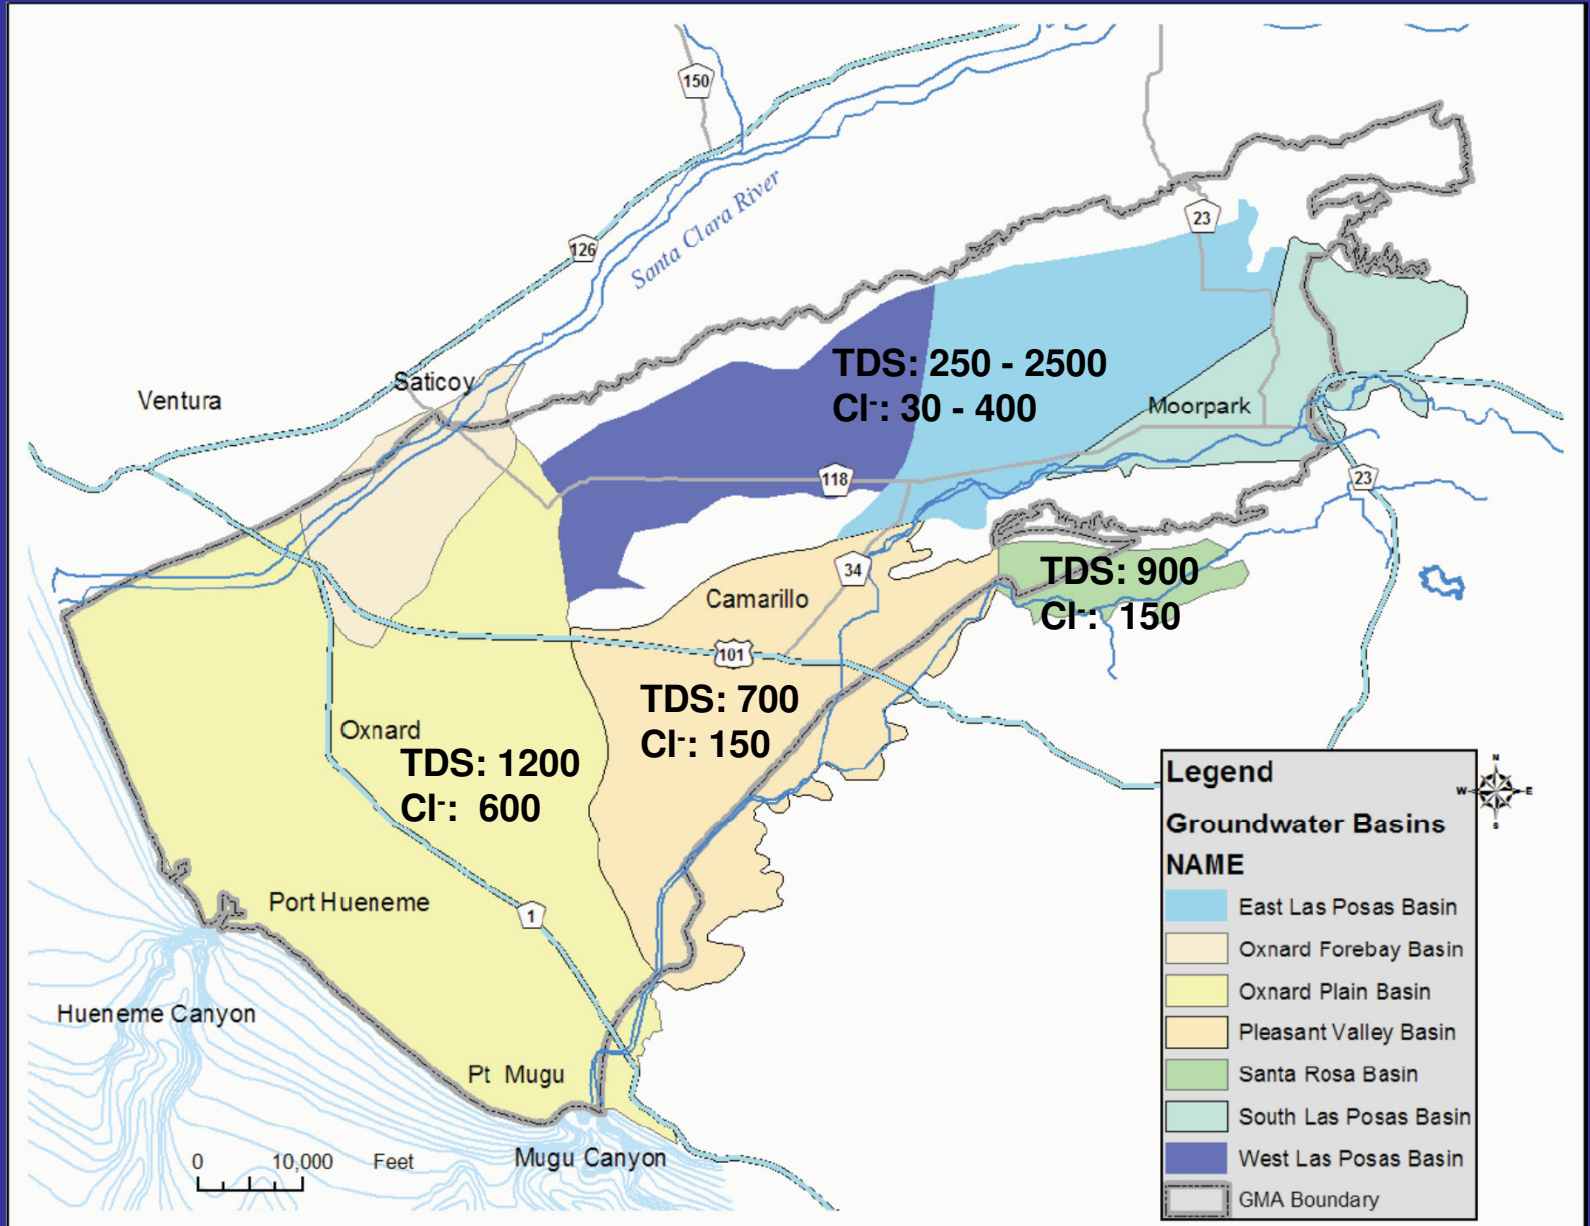 150
126
Santa Clara River
23
Saticoy
Ventura
TDS: 250 - 2500
Cl-: 30 - 400
Moorpark
118
23
34
TDS: 900
Cl-: 150
Camarillo
101
TDS: 700
Cl-: 150
Oxnard
TDS: 1200
Cl-: 600
Port Hueneme
1
Hueneme Canyon
Pt Mugu
Mugu Canyon
0 10,000 Feet
N
W E
S
Legend
Groundwater Basins
NAME
East Las Posas Basin
Oxnard Forebay Basin
Oxnard Plain Basin
Pleasant Valley Basin
Santa Rosa Basin
South Las Posas Basin
West Las Posas Basin
GMA Boundary